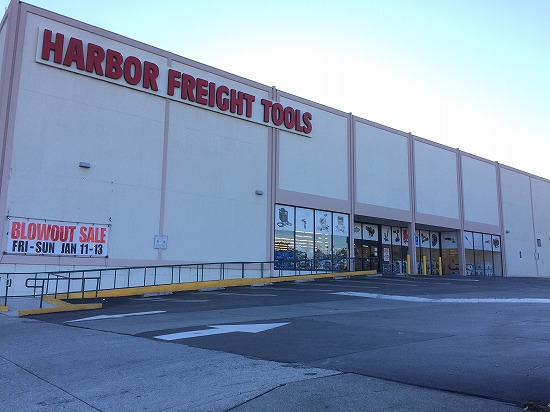 HARBOR FREIGHT TOOLS
BLOWOUT SALE
FRI - SUN JAN 11-13